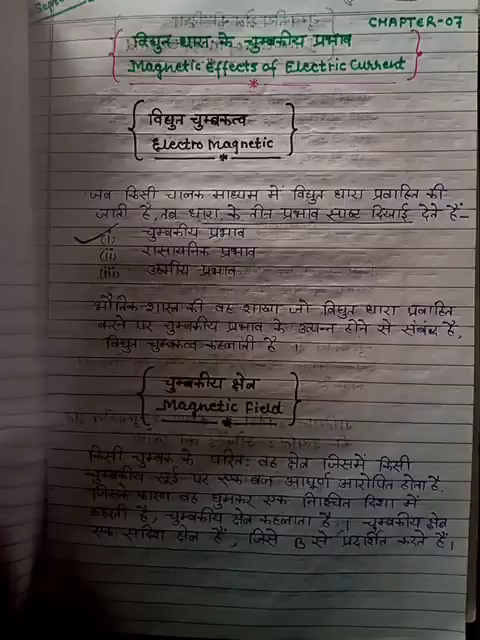 CHAPTER-07
विद्युत धारा के चुम्बकीय प्रभाव
Magnetic Effects of Electric Current
विद्युत चुम्बकत्व
Electro Magnetic
जब किसी चालक माध्यम में विद्युत धारा प्रवाहित की
जाती है, तब धारा के तीन प्रभाव स्पष्ट दिखाई देते हैं-
(i) चुम्बकीय प्रभाव
(ii) रासायनिक प्रभाव
(iii) उष्मीय प्रभाव
भौतिक शास्त्र की वह शाखा जो विद्युत धारा प्रवाहित
करने पर चुम्बकीय प्रभाव के उत्पन्न होने से संबंध है,
विद्युत चुम्बकत्व कहलाती है ।
चुम्बकीय क्षेत्र
Magnetic Field
किसी चुम्बक के परितः वह क्षेत्र जिसमें किसी
चुम्बकीय सूई पर एक बल आघूर्ण आरोपित होता है,
जिसके कारण वह घुमकर एक निश्चित दिशा में
ठहरती है, चुम्बकीय क्षेत्र कहलाता है । चुम्बकीय क्षेत्र
एक सदिश क्षेत्र है, जिसे B से प्रदर्शित करते हैं ।